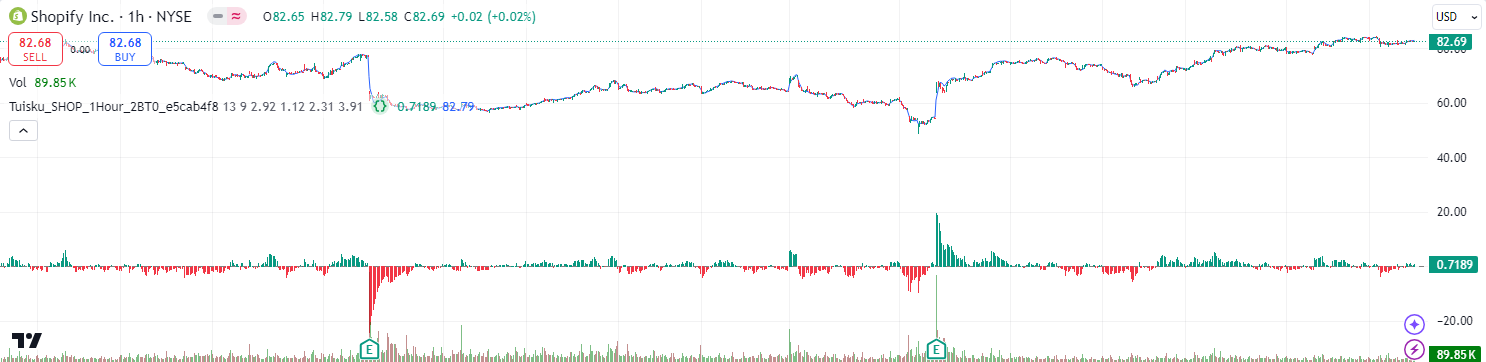 Shopify Inc. · 1h · NYSE O82.65 H82.79 L82.58 C82.69 +0.02 (+0.02%)
USD
82.68 SELL
0.00
82.68 BUY
82.69
80.00
Vol 89.85K
Tuisku_SHOP_1Hour_2BT0_e5cab4f8 13 9 2.92 1.12 2.31 3.91 0.7189 82.79
60.00
40.00
20.00
0.7189
−20.00
E
E
89.85K